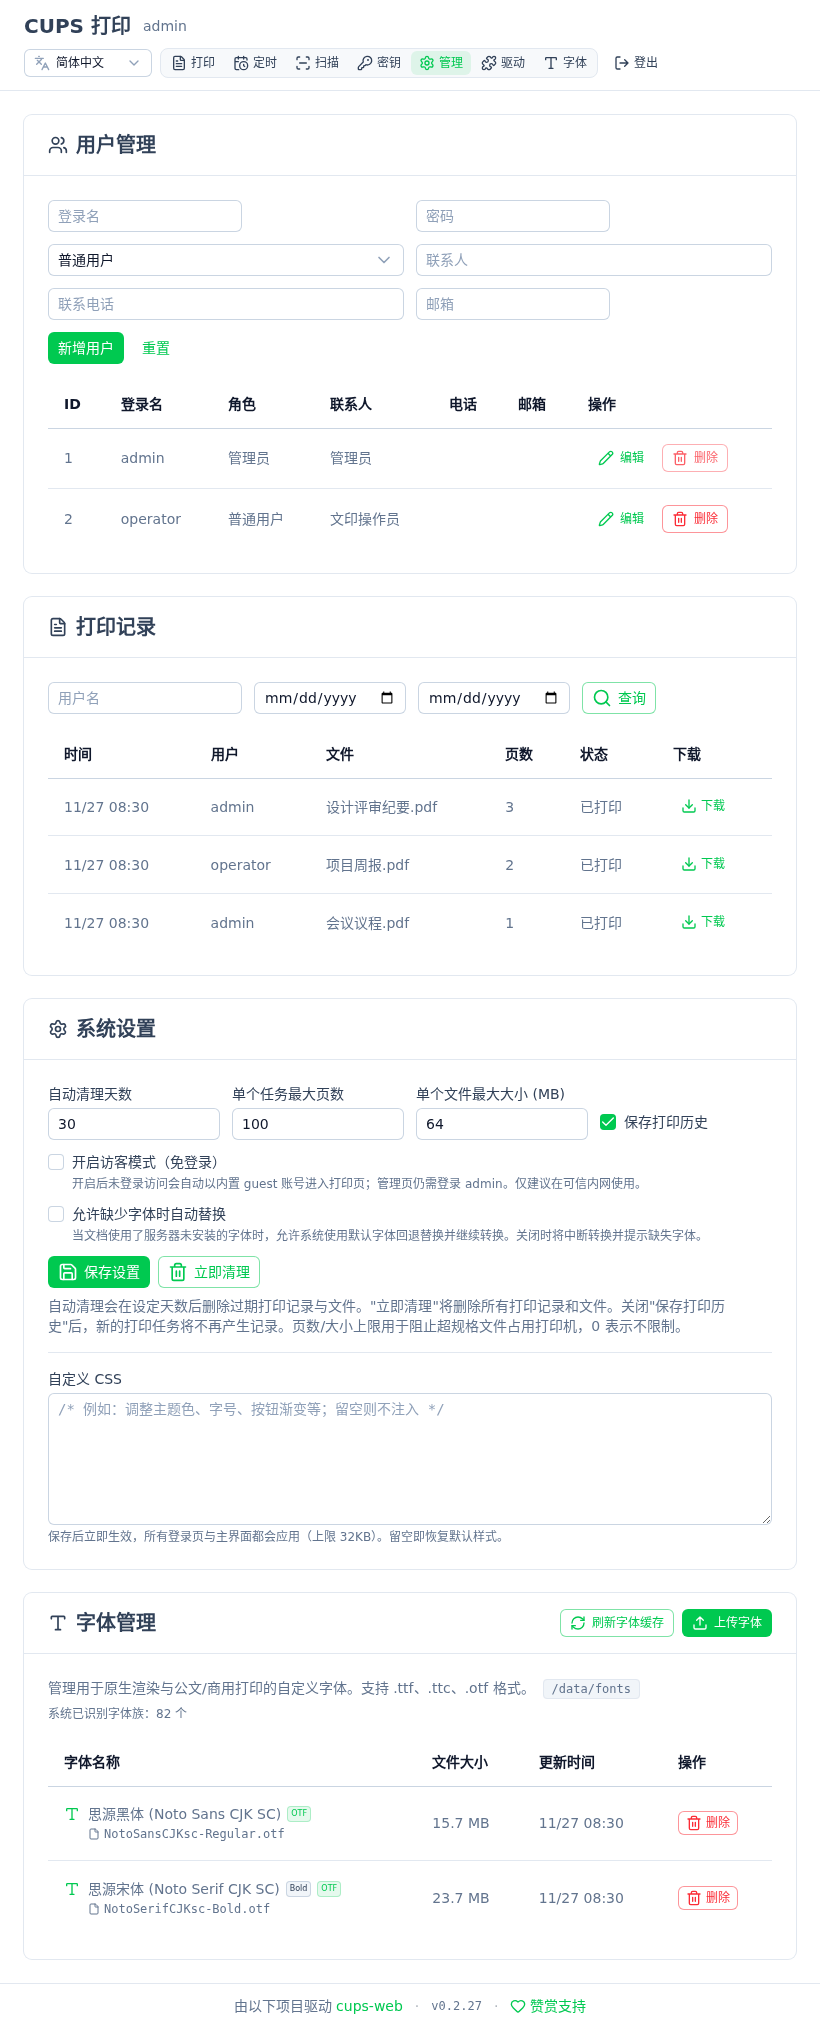 CUPS 打印 admin
简体中文 打印 定时 扫描 密钥 管理 驱动 字体 登出
用户管理
登录名 密码
普通用户 联系人
联系电话 邮箱
新增用户 重置
ID 登录名 角色 联系人 电话 邮箱 操作
1 admin 管理员 管理员 编辑 删除
2 operator 普通用户 文印操作员 编辑 删除
打印记录
用户名 mm/dd/yyyy mm/dd/yyyy 查询
时间 用户 文件 页数 状态 下载
11/27 08:30 admin 设计评审纪要.pdf 3 已打印 下载
11/27 08:30 operator 项目周报.pdf 2 已打印 下载
11/27 08:30 admin 会议议程.pdf 1 已打印 下载
系统设置
自动清理天数 单个任务最大页数 单个文件最大大小 (MB)
30 100 64 保存打印历史
开启访客模式（免登录）
开启后未登录访问会自动以内置 guest 账号进入打印页；管理页仍需登录 admin。仅建议在可信内网使用。
允许缺少字体时自动替换
当文档使用了服务器未安装的字体时，允许系统使用默认字体回退替换并继续转换。关闭时将中断转换并提示缺失字体。
保存设置 立即清理
自动清理会在设定天数后删除过期打印记录与文件。"立即清理"将删除所有打印记录和文件。关闭"保存打印历
史"后，新的打印任务将不再产生记录。页数/大小上限用于阻止超规格文件占用打印机，0 表示不限制。
自定义 CSS
/* 例如：调整主题色、字号、按钮渐变等；留空则不注入 */
保存后立即生效，所有登录页与主界面都会应用（上限 32KB）。留空即恢复默认样式。
字体管理 刷新字体缓存 上传字体
管理用于原生渲染与公文/商用打印的自定义字体。支持 .ttf、.ttc、.otf 格式。 /data/fonts
系统已识别字体族：82 个
字体名称 文件大小 更新时间 操作
思源黑体 (Noto Sans CJK SC) OTF 15.7 MB 11/27 08:30 删除
NotoSansCJKsc-Regular.otf
思源宋体 (Noto Serif CJK SC) Bold OTF 23.7 MB 11/27 08:30 删除
NotoSerifCJKsc-Bold.otf
由以下项目驱动 cups-web · v0.2.27 · 赞赏支持